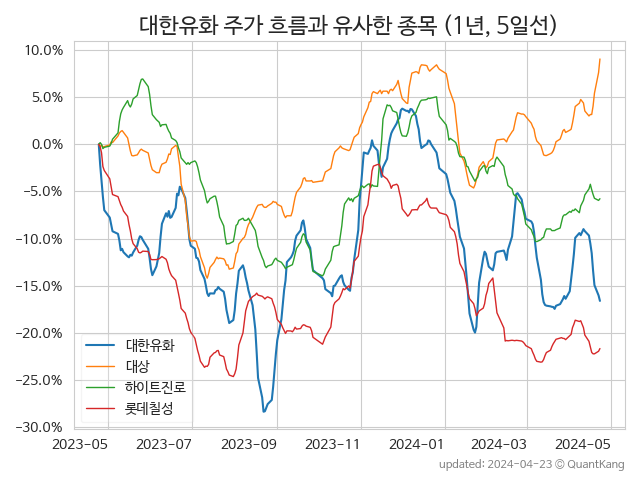 대한유화 주가 흐름과 유사한 종목 (1년, 5일선)
10.0%
5.0%
0.0%
−5.0%
−10.0%
−15.0%
−20.0%
−25.0%
−30.0%
대한유화
대상
하이트진로
롯데칠성
2023-05 2023-07 2023-09 2023-11 2024-01 2024-03 2024-05
updated: 2024-04-23 ⓒ QuantKang